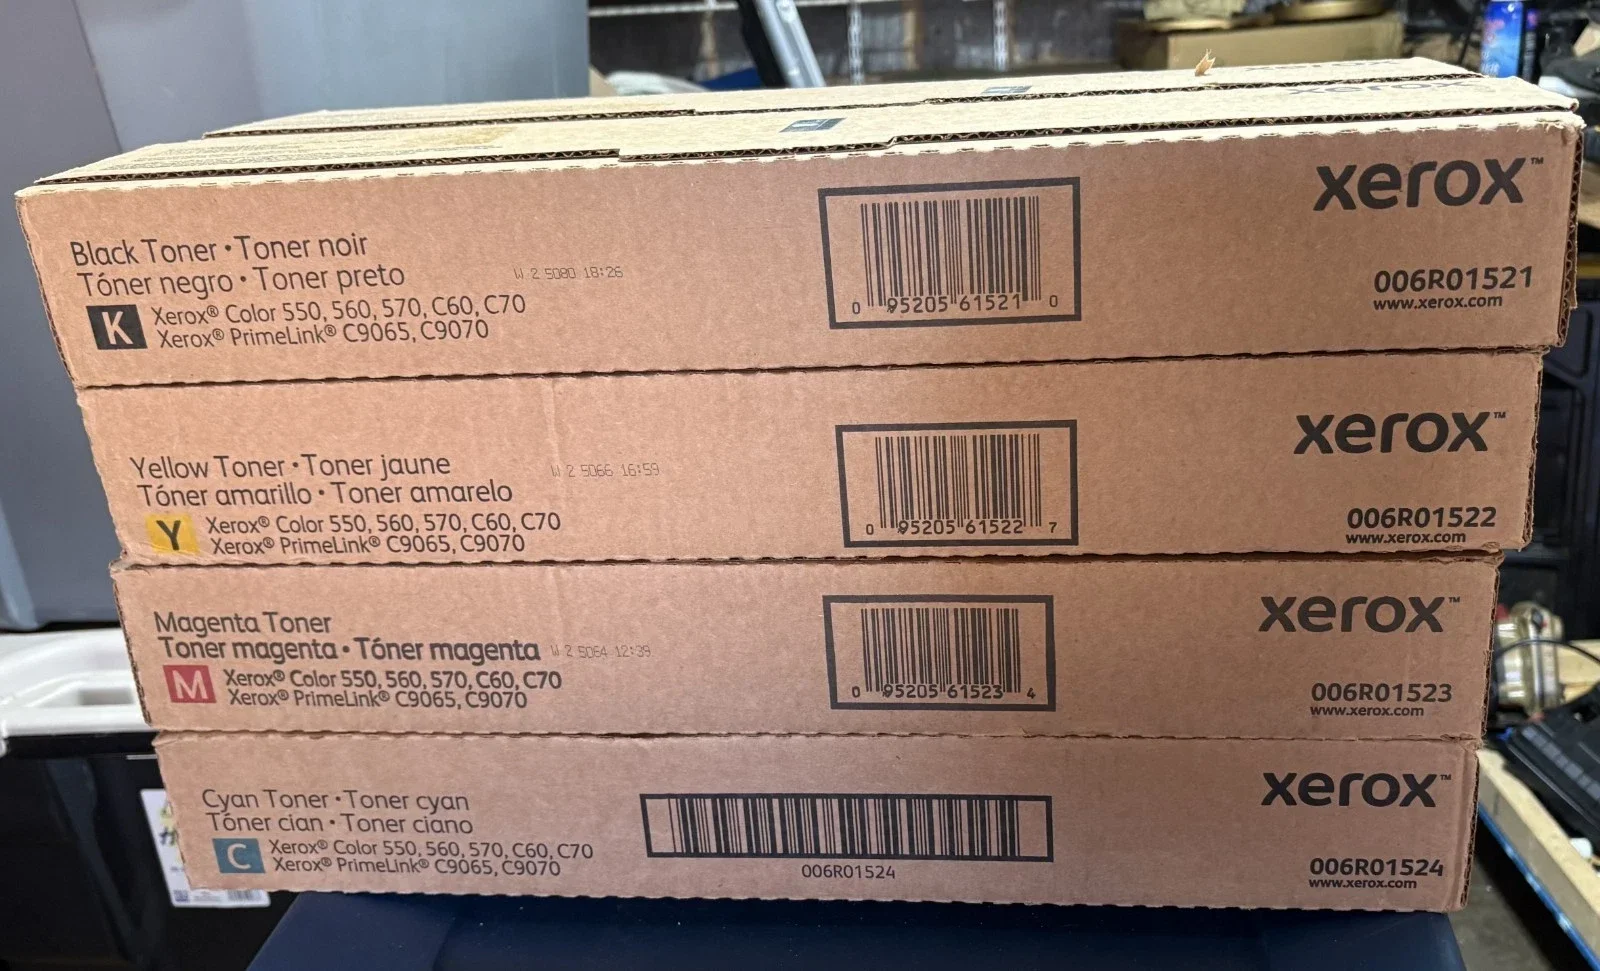 xerox
xerox™
Black Toner • Toner noir
Tóner negro • Toner preto
K
Xerox® Color 550, 560, 570, C60, C70
Xerox® PrimeLink® C9065, C9070
W 2 5080 18:26
0 95205 61521 0
006R01521
www.xerox.com
xerox™
Yellow Toner • Toner jaune
Tóner amarillo • Toner amarelo
Y
Xerox® Color 550, 560, 570, C60, C70
Xerox® PrimeLink® C9065, C9070
W 2 5066 16:59
0 95205 61522 7
006R01522
www.xerox.com
xerox™
Magenta Toner
Toner magenta • Tóner magenta
M
Xerox® Color 550, 560, 570, C60, C70
Xerox® PrimeLink® C9065, C9070
W 2 5064 12:39
0 95205 61523 4
006R01523
www.xerox.com
xerox™
Cyan Toner • Toner cyan
Tóner cian • Toner ciano
C
Xerox® Color 550, 560, 570, C60, C70
Xerox® PrimeLink® C9065, C9070
006R01524
006R01524
www.xerox.com